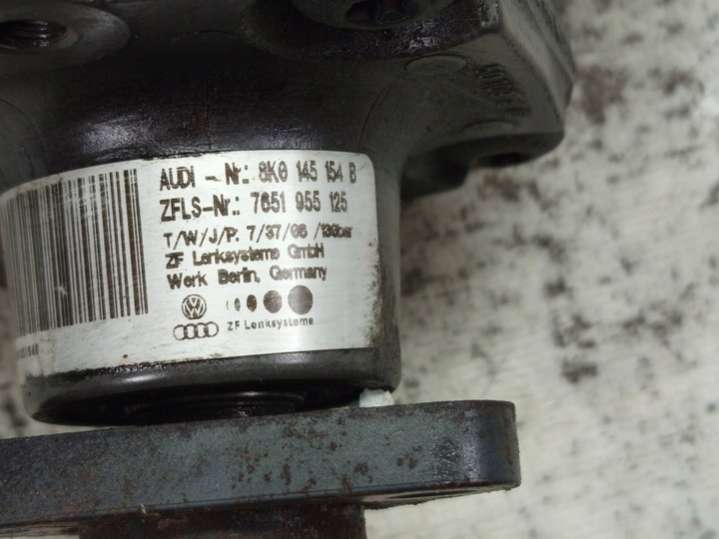 AUDI - Nr.: 8K0 145 154 B
ZFLS-Nr.: 7651 955 125
T/W/J/P. 7/37/08 /130bar
ZF Lenksysteme GmbH
Werk Berlin, Germany
ZF Lenksysteme